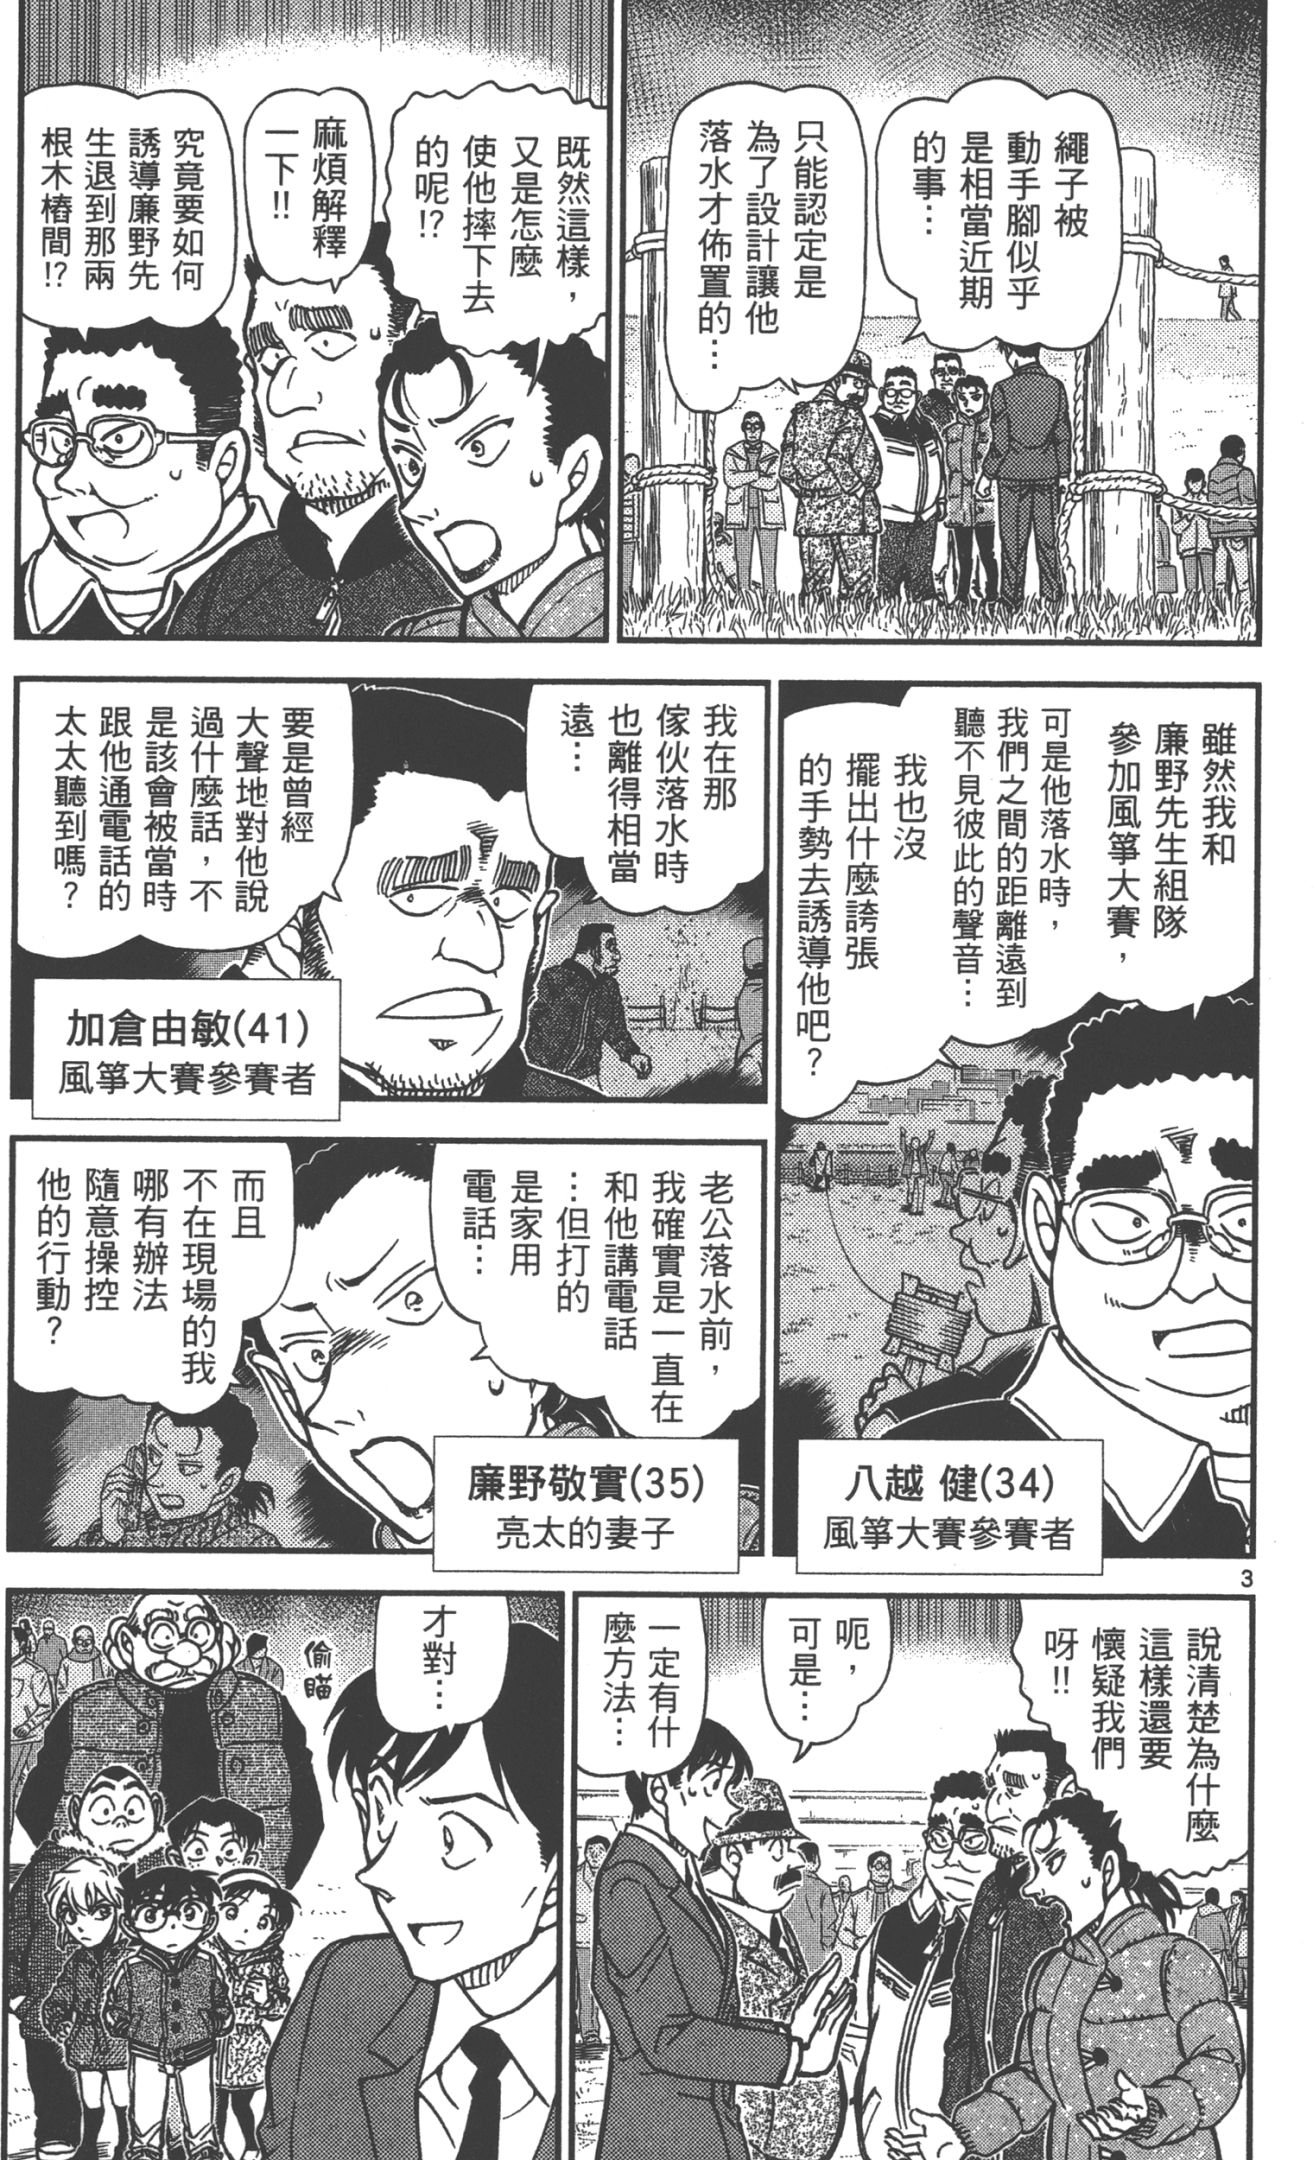 繩子被
動手腳似乎
是相當近期
的事…
只能認定是
為了設計讓他
落水才佈置的…
既然這樣，
又是怎麼
使他摔下去
的呢!?
麻煩解釋
一下!!
究竟要如何
誘導廉野先
生退到那兩
根木樁間!?
雖然我和
廉野先生組隊
參加風箏大賽，
可是他落水時，
我們之間的距離遠到
聽不見彼此的聲音…
我也沒
擺出什麼誇張
的手勢去誘導他吧？
八越 健(34)
風箏大賽參賽者
我在那
傢伙落水時
也離得相當
遠…
要是曾經
大聲地對他說
過什麼話，不
是該會被當時
跟他通電話的
太太聽到嗎？
加倉由敏(41)
風箏大賽參賽者
老公落水前，
我確實是一直在
和他講電話
…但打的
是家用
電話…
而且
不在現場的我
哪有辦法
隨意操控
他的行動？
廉野敬實(35)
亮太的妻子
3
說清楚為什麼
這樣還要
懷疑我們
呀!!
呃，
可是…
一定有什
麼方法…
才對…
偷瞄